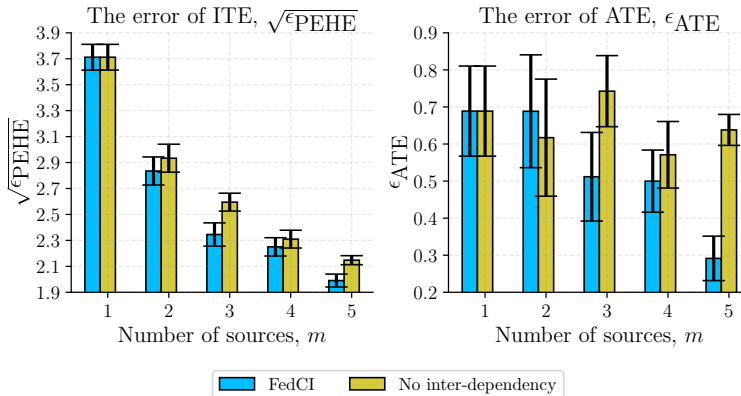 The error of ITE, √ϵPEHE
3.9
3.7
3.5
3.3
3.1
2.9
2.7
2.5
2.3
2.1
1.9
√ϵPEHE
1 2 3 4 5
Number of sources, m
The error of ATE, ϵATE
0.9
0.8
0.7
0.6
0.5
0.4
0.3
0.2
ϵATE
1 2 3 4 5
Number of sources, m
FedCI No inter-dependency